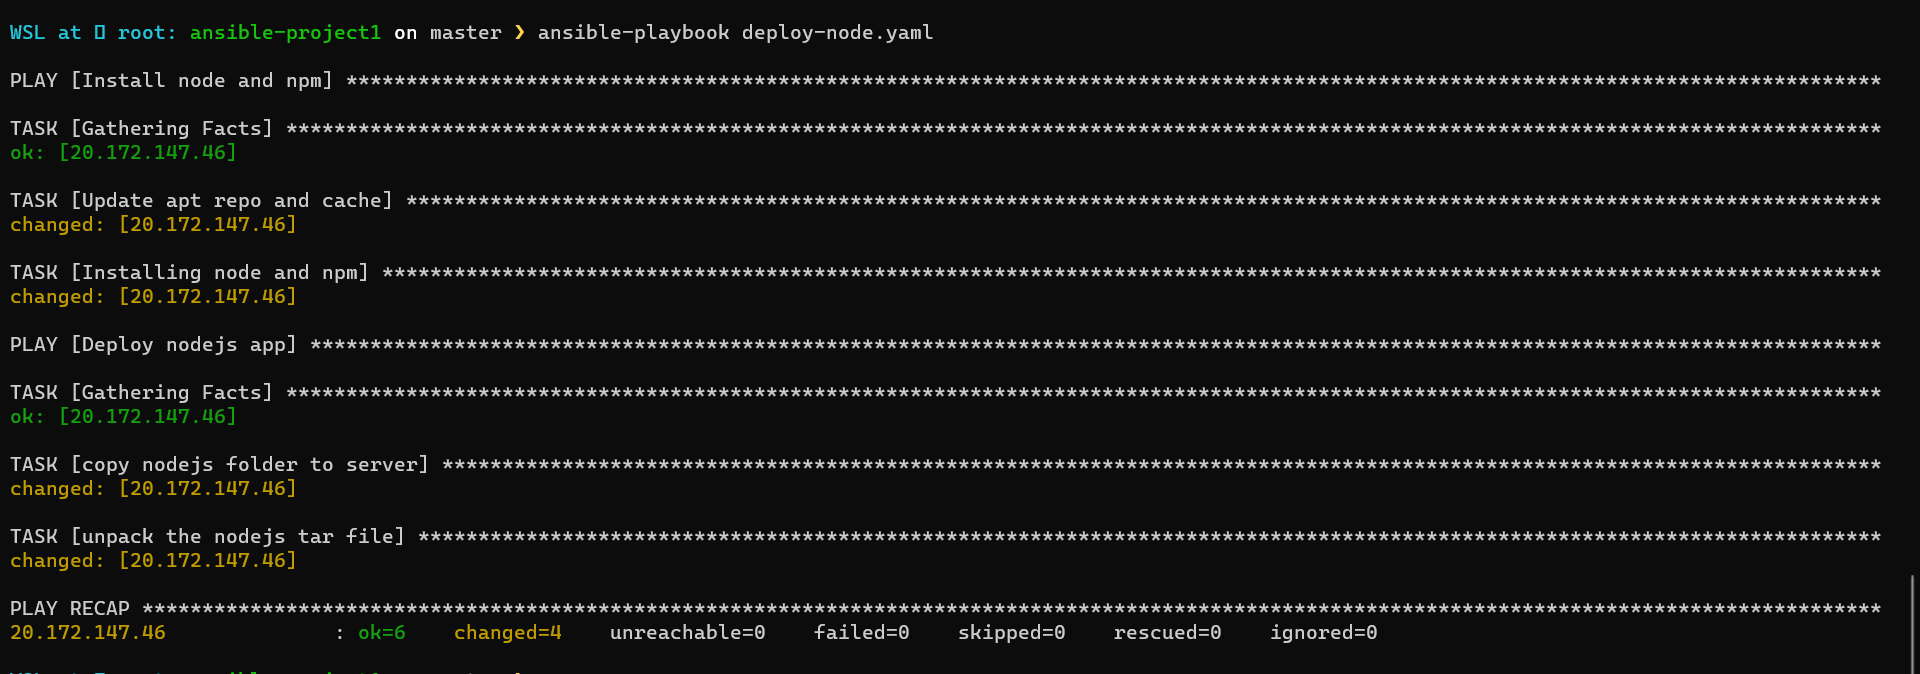 WSL at root: ansible-project1 on master ❯ ansible-playbook deploy-node.yaml
PLAY [Install node and npm] ********************************************************************************************************************************
TASK [Gathering Facts] *************************************************************************************************************************************
ok: [20.172.147.46]
TASK [Update apt repo and cache] ***************************************************************************************************************************
changed: [20.172.147.46]
TASK [Installing node and npm] *****************************************************************************************************************************
changed: [20.172.147.46]
PLAY [Deploy nodejs app] ***********************************************************************************************************************************
TASK [Gathering Facts] *************************************************************************************************************************************
ok: [20.172.147.46]
TASK [copy nodejs folder to server] ************************************************************************************************************************
changed: [20.172.147.46]
TASK [unpack the nodejs tar file] **************************************************************************************************************************
changed: [20.172.147.46]
PLAY RECAP *************************************************************************************************************************************************
20.172.147.46 : ok=6 changed=4 unreachable=0 failed=0 skipped=0 rescued=0 ignored=0